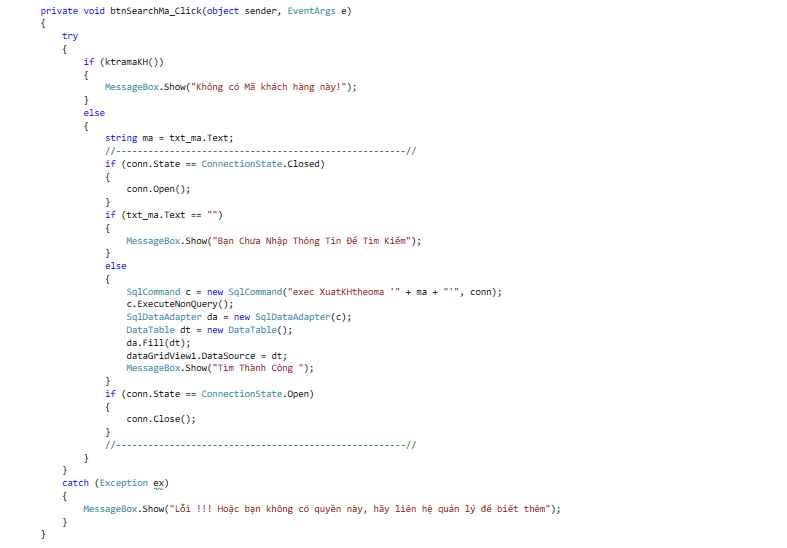 private void btnSearchMa_Click(object sender, EventArgs e)
{
try
{
if (ktramaKH())
{
MessageBox.Show("Không có Mã khách hàng này!");
}
else
{
string ma = txt_ma.Text;
//------------------------------------------------------//
if (conn.State == ConnectionState.Closed)
{
conn.Open();
}
if (txt_ma.Text == "")
{
MessageBox.Show("Bạn Chưa Nhập Thông Tin Để Tìm Kiếm");
}
else
{
SqlCommand c = new SqlCommand("exec XuatKHtheoma '" + ma + "'", conn);
c.ExecuteNonQuery();
SqlDataAdapter da = new SqlDataAdapter(c);
DataTable dt = new DataTable();
da.Fill(dt);
dataGridView1.DataSource = dt;
MessageBox.Show("Tìm Thành Công ");
}
if (conn.State == ConnectionState.Open)
{
conn.Close();
}
//------------------------------------------------------//
}
}
catch (Exception ex)
{
MessageBox.Show("Lỗi !!! Hoặc bạn không có quyền này, hãy liên hệ quản lý để biết thêm");
}
}